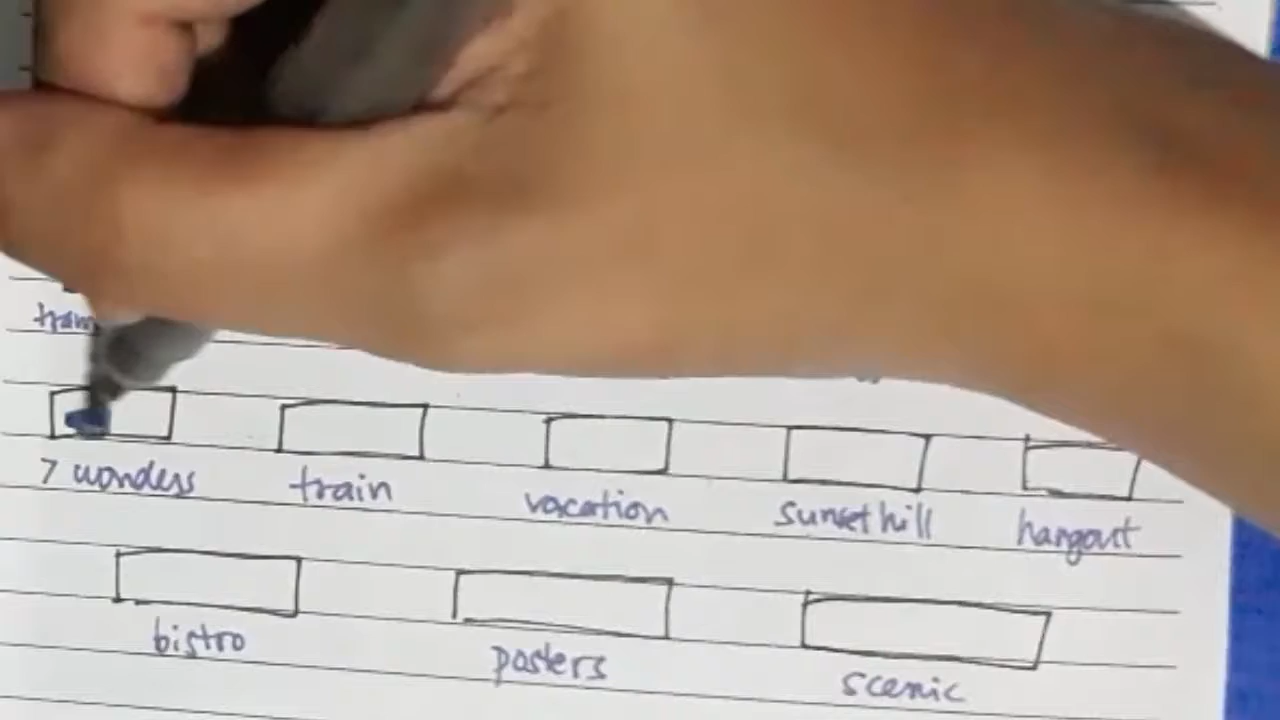 7 wonders train vacation sunset hill hangout
bistro posters scenic